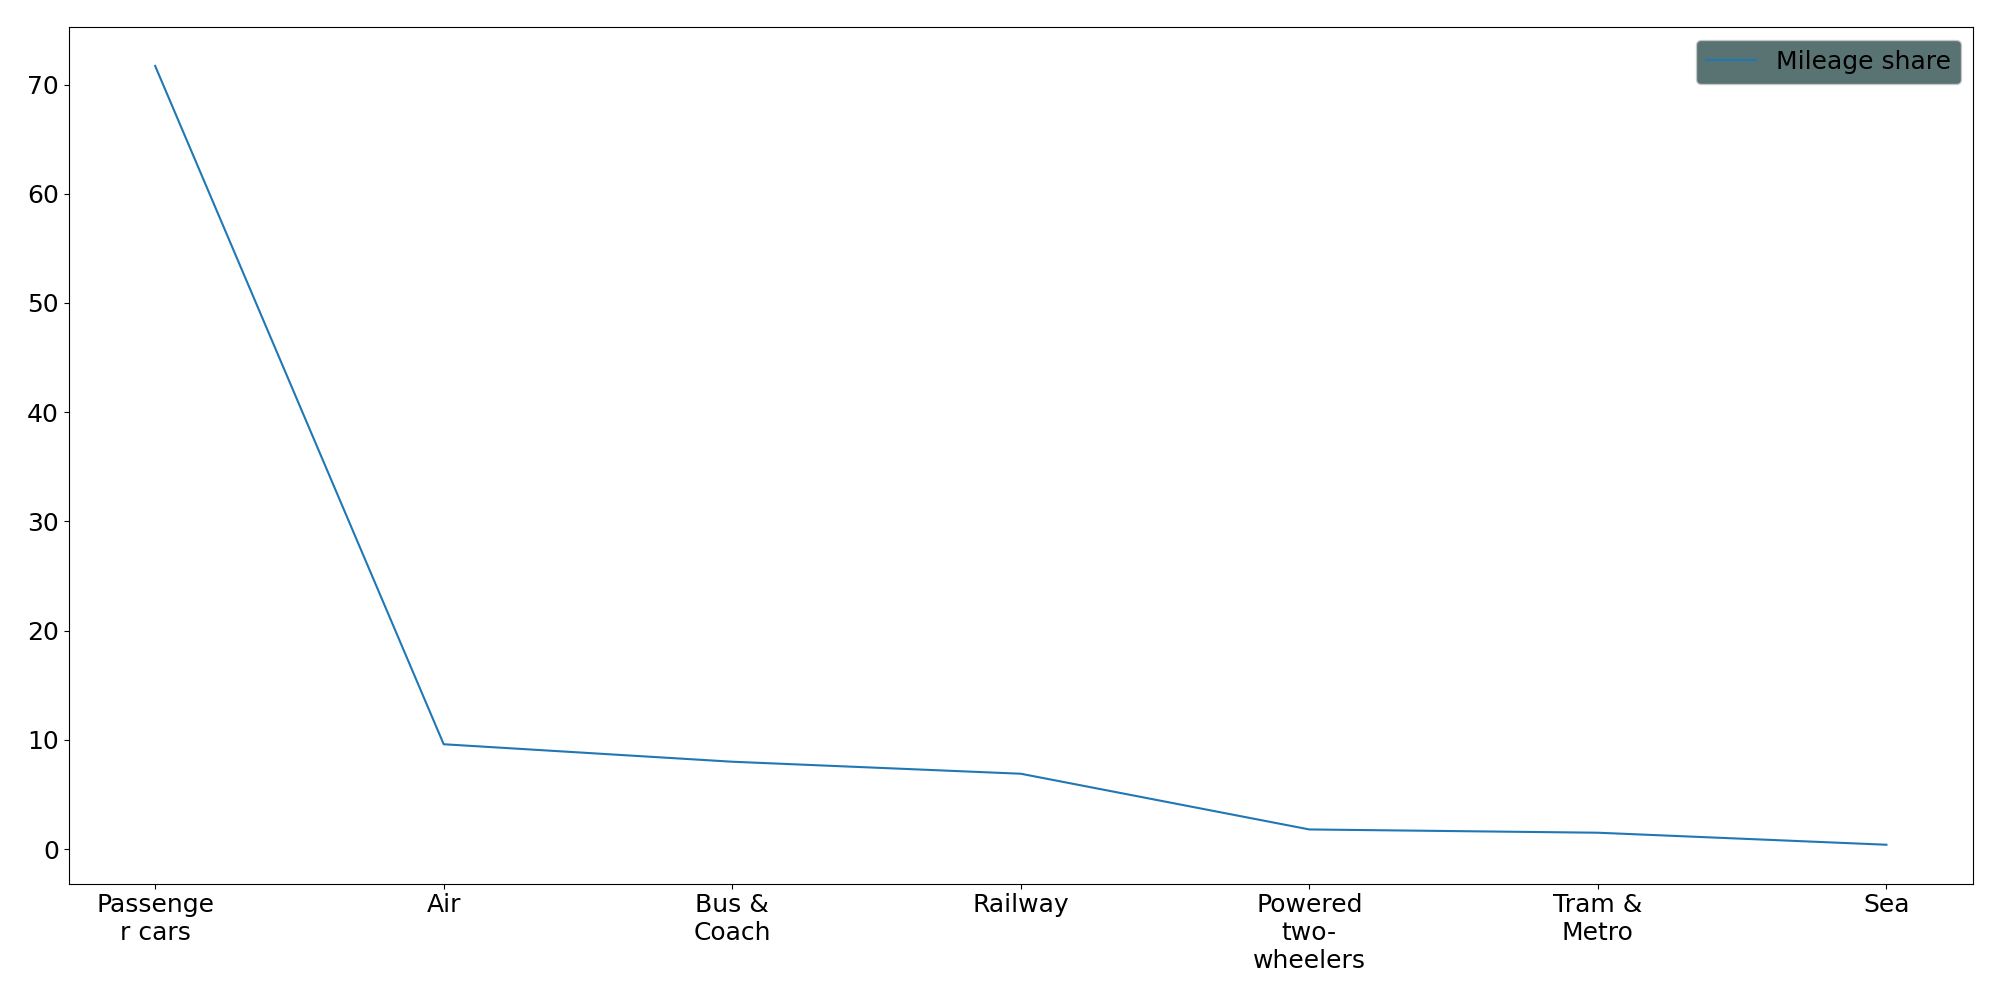 Mileage share
70
60
50
40
30
20
10
0
Passenge
r cars
Air
Bus &
Coach
Railway
Powered
two-
wheelers
Tram &
Metro
Sea